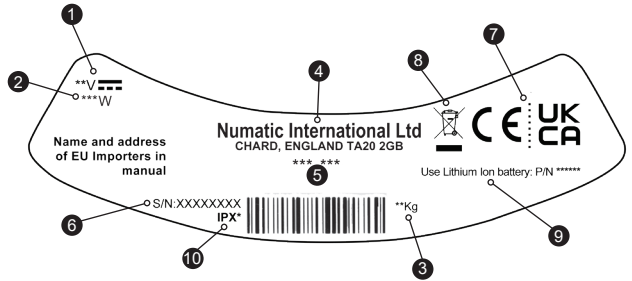 1
7
8
4
**V
2
***W
Numatic International Ltd
CHARD, ENGLAND TA20 2GB
CE
UK
CA
Name and address
of EU Importers in
manual
*** ***
5
Use Lithium Ion battery: P/N ******
6
S/N:XXXXXXXX
**Kg
IPX*
9
10
3